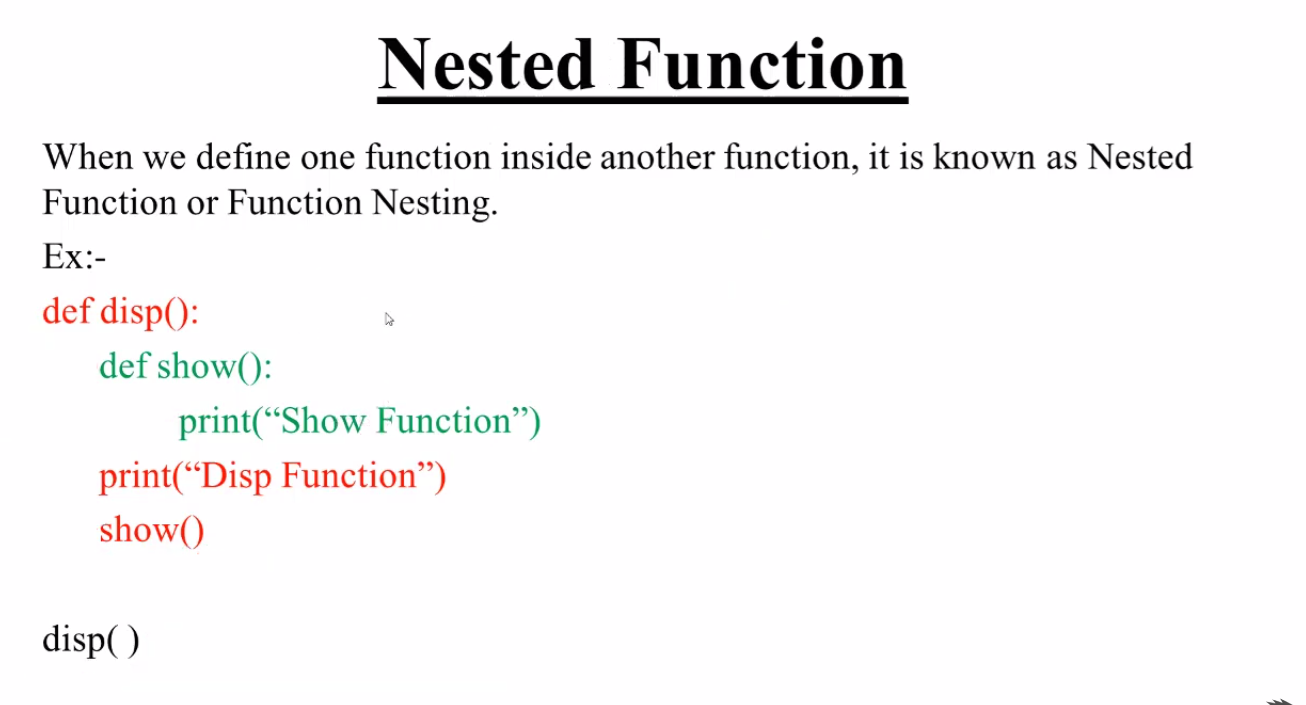 Nested Function
When we define one function inside another function, it is known as Nested
Function or Function Nesting.
Ex:-
def disp():
def show():
print(“Show Function”)
print(“Disp Function”)
show()
disp( )